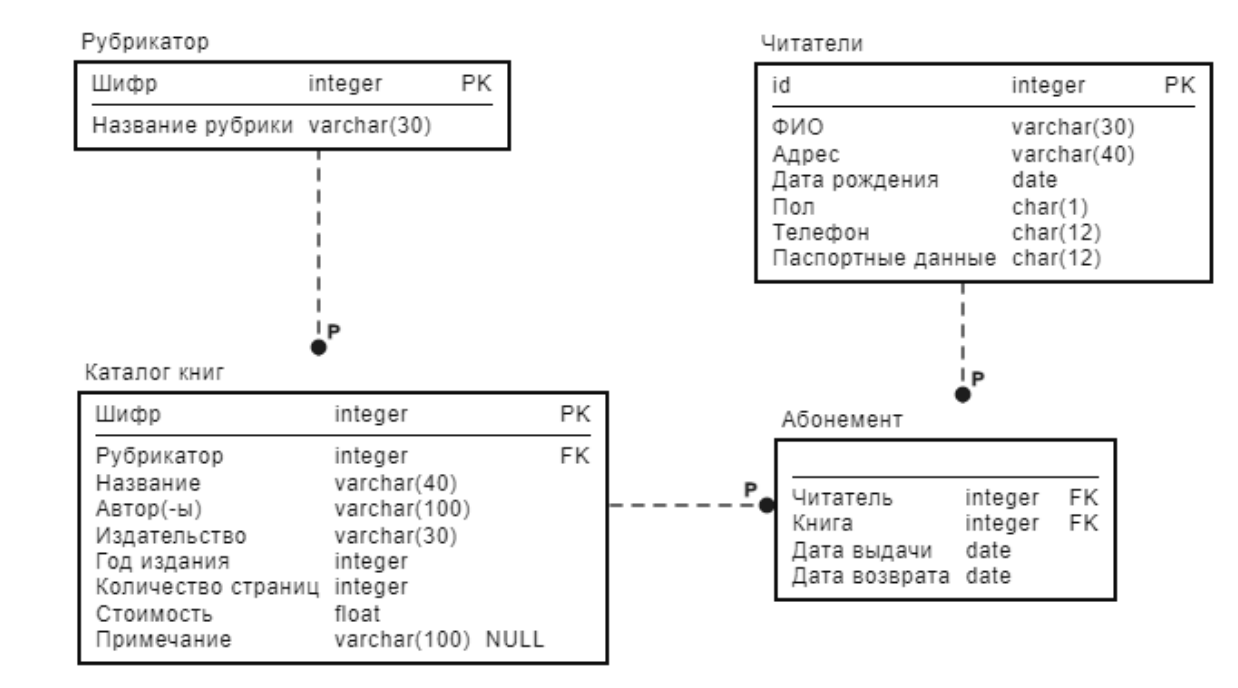 Рубрикатор
Шифр integer PK
Название рубрики varchar(30)
P
Читатели
id integer PK
ФИО varchar(30)
Адрес varchar(40)
Дата рождения date
Пол char(1)
Телефон char(12)
Паспортные данные char(12)
P
Каталог книг
Шифр integer PK
Рубрикатор integer FK
Название varchar(40)
Автор(-ы) varchar(100)
Издательство varchar(30)
Год издания integer
Количество страниц integer
Стоимость float
Примечание varchar(100) NULL
P
Абонемент
Читатель integer FK
Книга integer FK
Дата выдачи date
Дата возврата date